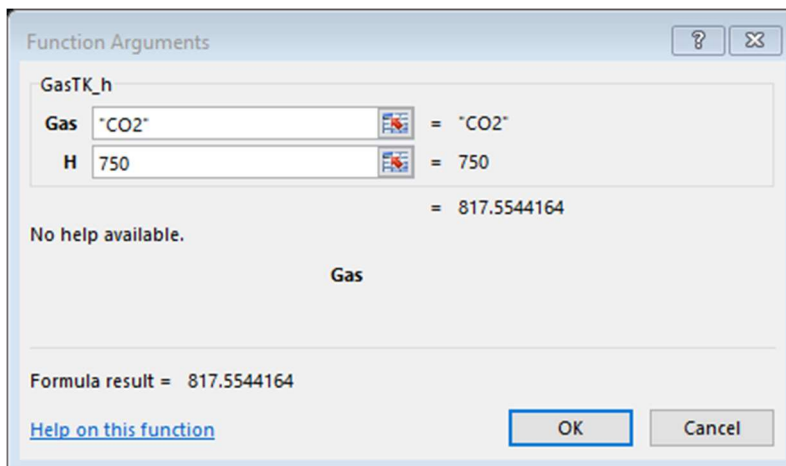 Function Arguments
GasTK_h
Gas "CO2" = "CO2"
H 750 = 750
= 817.5544164
No help available.
Gas
Formula result = 817.5544164
Help on this function OK Cancel